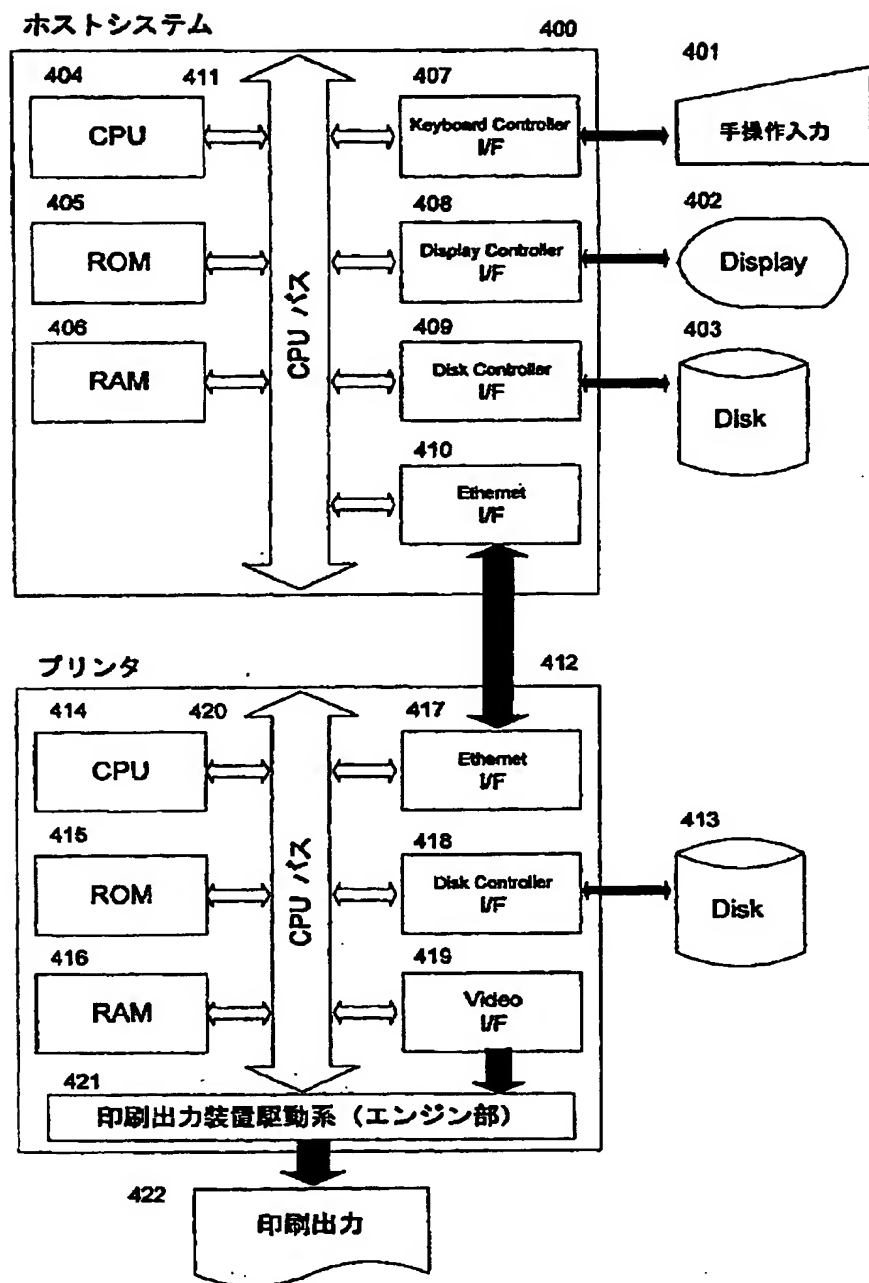 ホストシステム
400
404
411
407
401
CPU
Keyboard Controller
I/F
手操作入力
405
408
402
ROM
Display Controller
I/F
Display
406
409
403
RAM
Disk Controller
I/F
Disk
CPU バス
410
Ethernet
I/F
プリンタ
412
414
420
417
CPU
Ethernet
I/F
415
418
413
ROM
Disk Controller
I/F
Disk
CPU バス
416
419
RAM
Video
I/F
421
印刷出力装置駆動系（エンジン部）
422
印刷出力